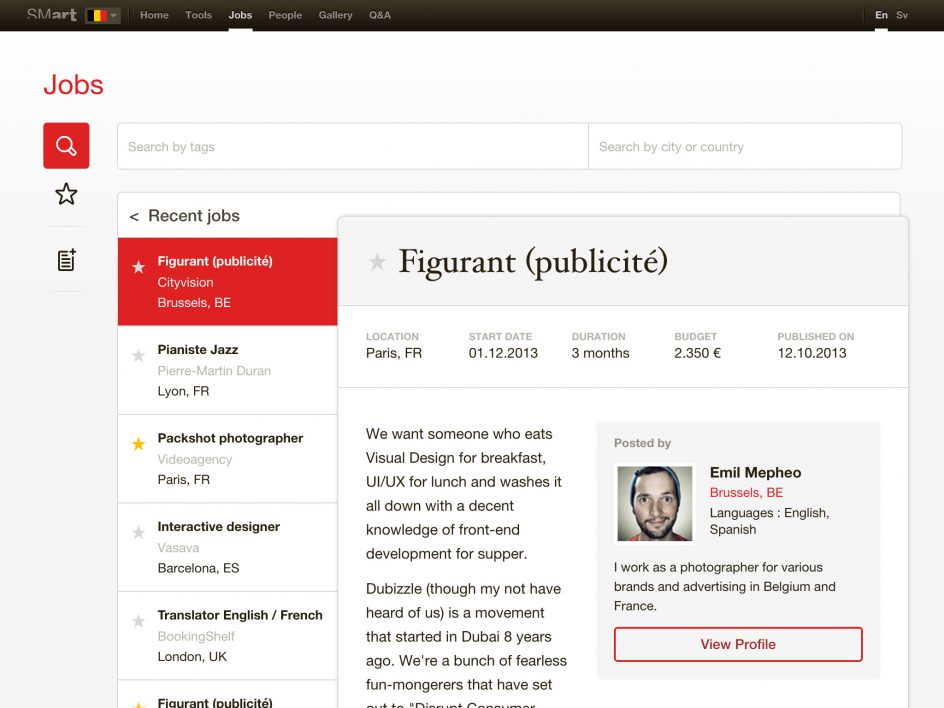 SMart Home Tools Jobs People Gallery Q&A En Sv
Jobs
Search by tags
Search by city or country
< Recent jobs
Figurant (publicité)
Cityvision
Brussels, BE
Pianiste Jazz
Pierre-Martin Duran
Lyon, FR
Packshot photographer
Videoagency
Paris, FR
Interactive designer
Vasava
Barcelona, ES
Translator English / French
BookingShelf
London, UK
Figurant (publicité)
Figurant (publicité)
LOCATION
Paris, FR
START DATE
01.12.2013
DURATION
3 months
BUDGET
2.350 €
PUBLISHED ON
12.10.2013
We want someone who eats
Visual Design for breakfast,
UI/UX for lunch and washes it
all down with a decent
knowledge of front-end
development for supper.
Dubizzle (though my not have
heard of us) is a movement
that started in Dubai 8 years
ago. We're a bunch of fearless
fun-mongerers that have set
out to "Disrupt Consumer
Posted by
Emil Mepheo
Brussels, BE
Languages : English,
Spanish
I work as a photographer for various
brands and advertising in Belgium and
France.
View Profile